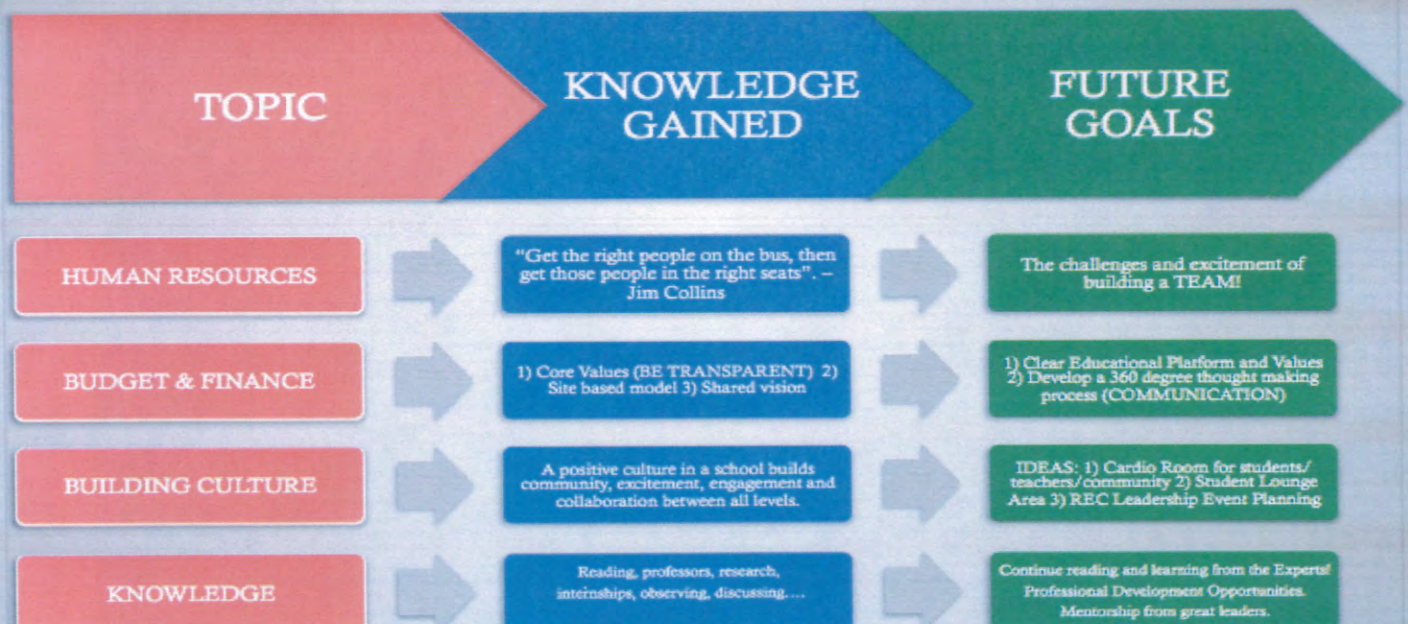 TOPIC
KNOWLEDGE
GAINED
FUTURE
GOALS
HUMAN RESOURCES
"Get the right people on the bus, then
get those people in the right seats". –
Jim Collins
The challenges and excitement of
building a TEAM!
BUDGET & FINANCE
1) Core Values (BE TRANSPARENT) 2)
Site based model 3) Shared vision
1) Clear Educational Platform and Values
2) Develop a 360 degree thought making
process (COMMUNICATION)
BUILDING CULTURE
A positive culture in a school builds
community, excitement, engagement and
collaboration between all levels.
IDEAS: 1) Cardio Room for students/
teachers/community 2) Student Lounge
Area 3) REC Leadership Event Planning
KNOWLEDGE
Reading, professors, research,
internships, observing, discussing....
Continue reading and learning from the Experts!
Professional Development Opportunities.
Mentorship from great leaders.